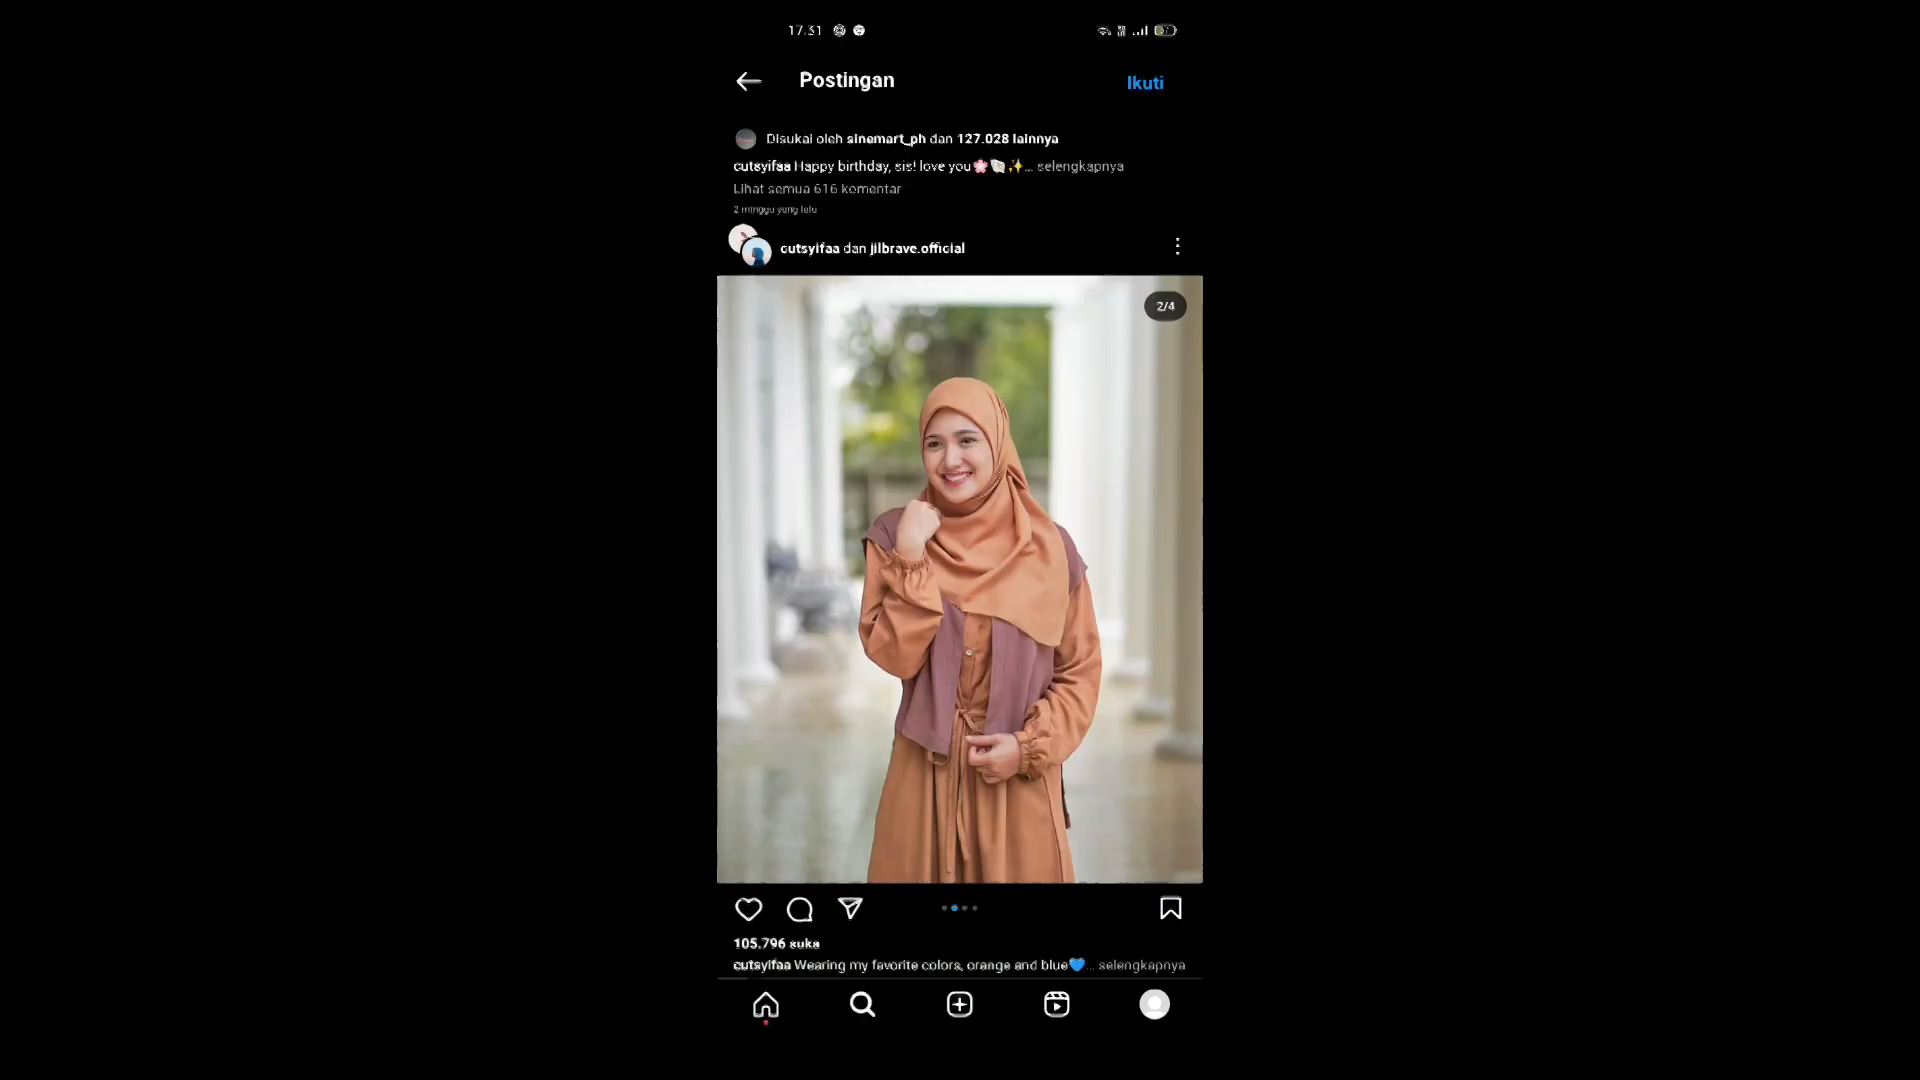 17.31
Postingan
Ikuti
Disukai oleh sinemart_ph dan 127.028 lainnya
cutsyifaa Happy birthday, sis! love you🌸🐚✨... selengkapnya
Lihat semua 616 komentar
2 minggu yang lalu
cutsyifaa dan jilbrave.official
2/4
105.796 suka
cutsyifaa Wearing my favorite colors, orange and blue💙... selengkapnya